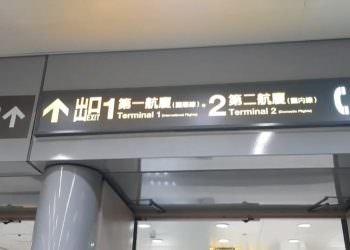 出口 EXIT
1 第一航廈(國際線)。
Terminal 1 (International Flights)
2 第二航廈(國內線)
Terminal 2 (Domestic Flights)